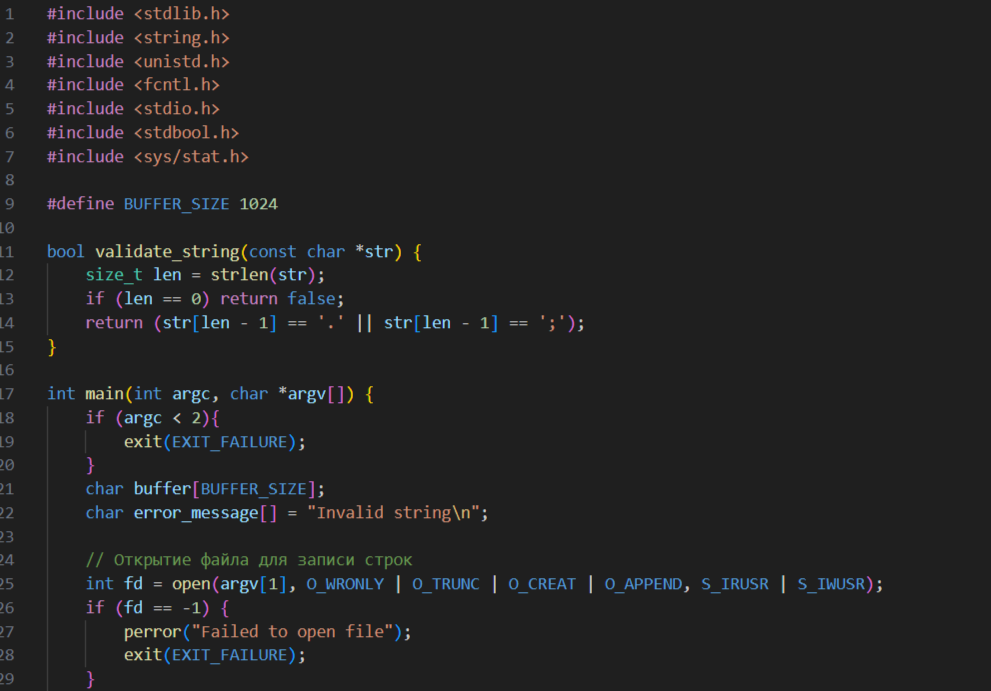 1 #include <stdlib.h>
2 #include <string.h>
3 #include <unistd.h>
4 #include <fcntl.h>
5 #include <stdio.h>
6 #include <stdbool.h>
7 #include <sys/stat.h>
8
9 #define BUFFER_SIZE 1024
10
11 bool validate_string(const char *str) {
12     size_t len = strlen(str);
13     if (len == 0) return false;
14     return (str[len - 1] == '.' || str[len - 1] == ';');
15 }
16
17 int main(int argc, char *argv[]) {
18     if (argc < 2){
19         exit(EXIT_FAILURE);
20     }
21     char buffer[BUFFER_SIZE];
22     char error_message[] = "Invalid string\n";
23
24     // Открытие файла для записи строк
25     int fd = open(argv[1], O_WRONLY | O_TRUNC | O_CREAT | O_APPEND, S_IRUSR | S_IWUSR);
26     if (fd == -1) {
27         perror("Failed to open file");
28         exit(EXIT_FAILURE);
29     }